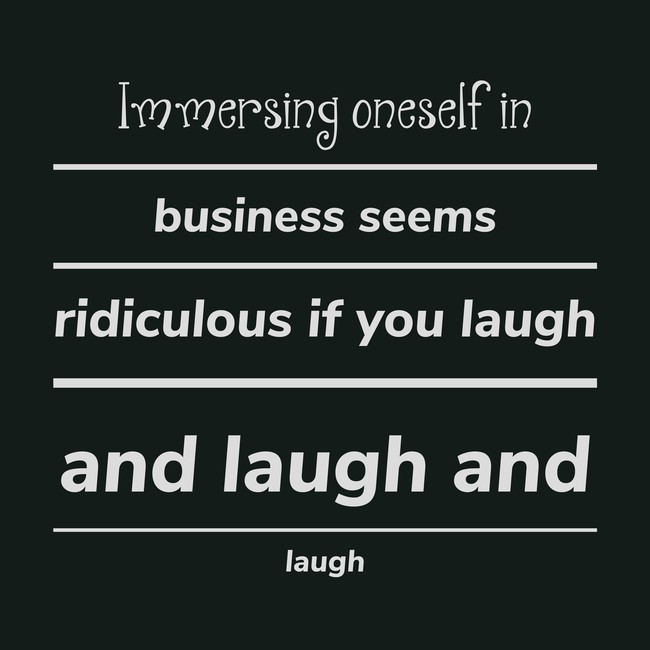 Immersing oneself in
business seems
ridiculous if you laugh
and laugh and
laugh